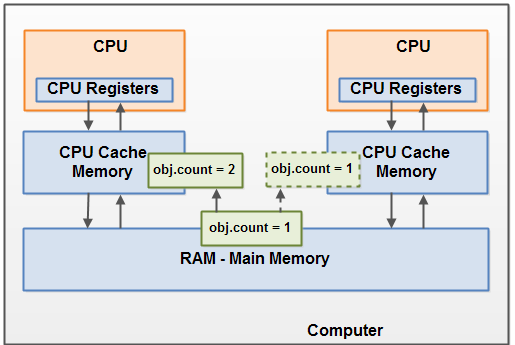 CPU
CPU
CPU Registers
CPU Registers
CPU Cache
Memory
obj.count = 2
obj.count = 1
CPU Cache
Memory
obj.count = 1
RAM - Main Memory
Computer